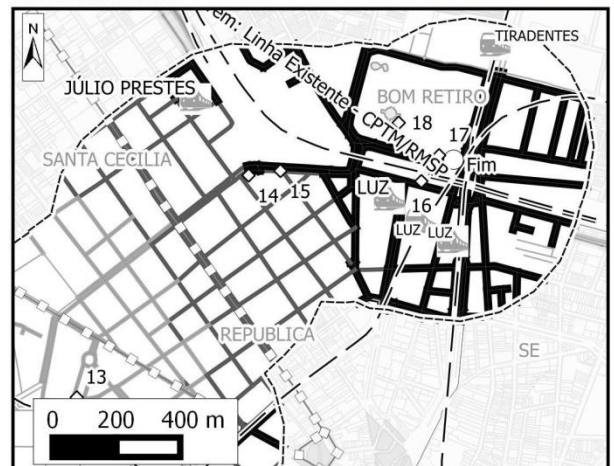 N
TIRADENTES
em: Linha Existente - CPTM/RMSP
JÚLIO PRESTES
BOM RETIRO
18
17
SANTA CECILIA
Fim
14
15
LUZ
16
LUZ
LUZ
REPUBLICA
SE
13
0 200 400 m